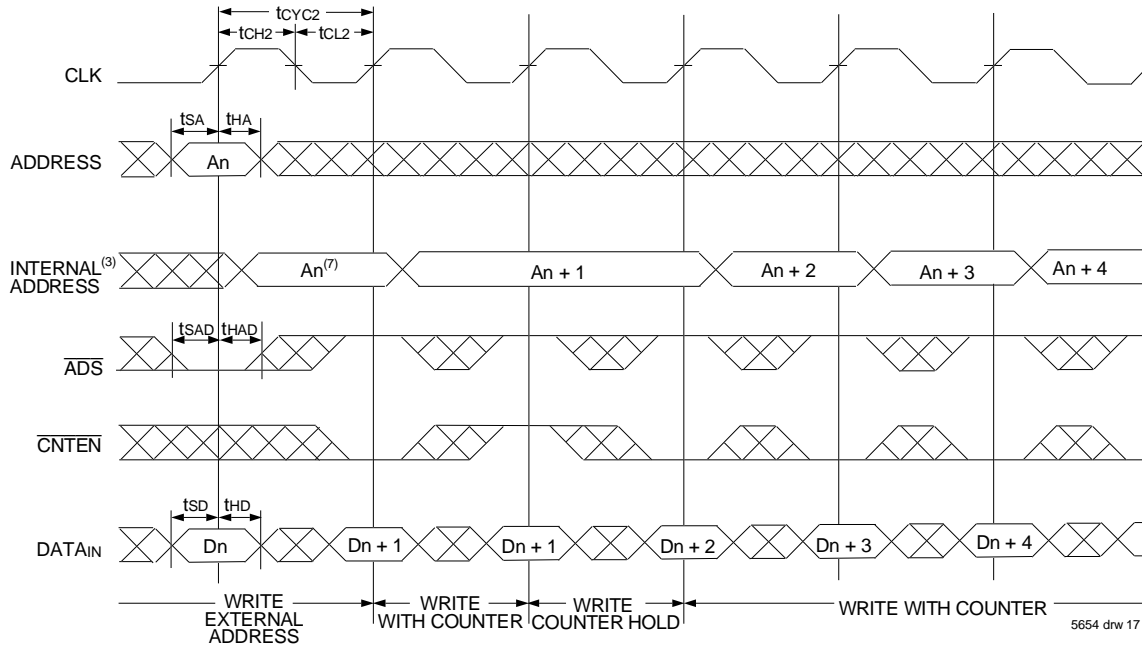 tCYC2
tCH2 tCL2
CLK
tSA tHA
ADDRESS An
INTERNAL(3)
ADDRESS
An(7) An + 1 An + 2 An + 3 An + 4
tSAD tHAD
ADS
CNTEN
tSD tHD
DATAIN Dn Dn + 1 Dn + 1 Dn + 2 Dn + 3 Dn + 4
WRITE
EXTERNAL
ADDRESS
WRITE
WITH COUNTER
WRITE
COUNTER HOLD
WRITE WITH COUNTER
5654 drw 17